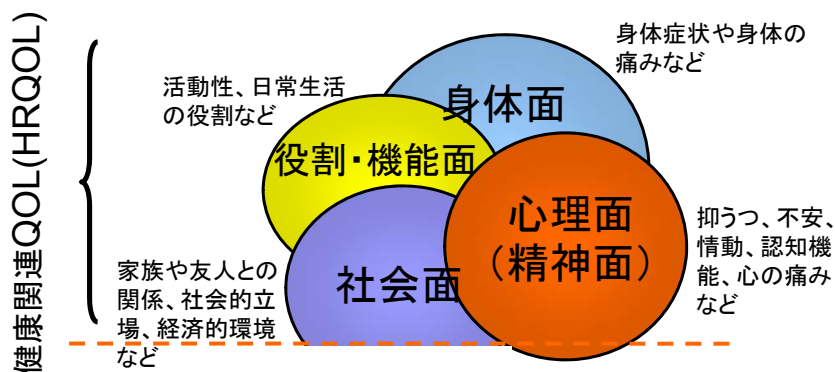 健康関連QOL(HRQOL)
身体症状や身体の
痛みなど
活動性、日常生活
の役割など
身体面
役割・機能面
心理面
（精神面）
抑うつ、不安、
情動、認知機
能、心の痛み
など
社会面
家族や友人との
関係、社会的立
場、経済的環境
など